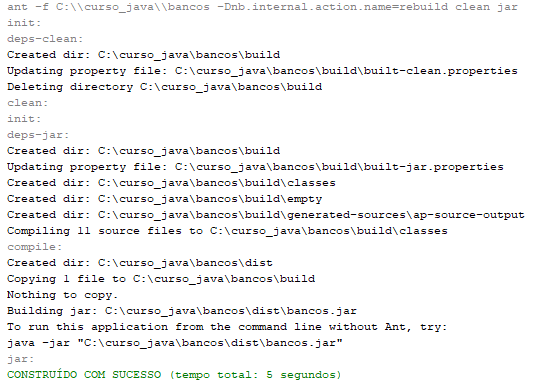 ant -f C:\\curso_java\\bancos -Dnb.internal.action.name=rebuild clean jar
init:
deps-clean:
Created dir: C:\curso_java\bancos\build
Updating property file: C:\curso_java\bancos\build\built-clean.properties
Deleting directory C:\curso_java\bancos\build
clean:
init:
deps-jar:
Created dir: C:\curso_java\bancos\build
Updating property file: C:\curso_java\bancos\build\built-jar.properties
Created dir: C:\curso_java\bancos\build\classes
Created dir: C:\curso_java\bancos\build\empty
Created dir: C:\curso_java\bancos\build\generated-sources\ap-source-output
Compiling 11 source files to C:\curso_java\bancos\build\classes
compile:
Created dir: C:\curso_java\bancos\dist
Copying 1 file to C:\curso_java\bancos\build
Nothing to copy.
Building jar: C:\curso_java\bancos\dist\bancos.jar
To run this application from the command line without Ant, try:
java -jar "C:\curso_java\bancos\dist\bancos.jar"
jar:
CONSTRUÍDO COM SUCESSO (tempo total: 5 segundos)